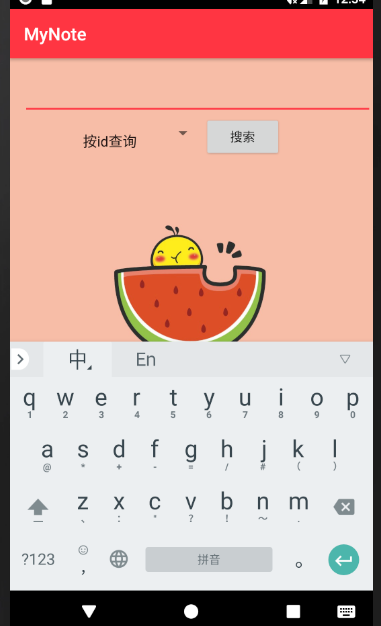 12:34
MyNote
按id查询
搜索
中 En
q w e r t y u i o p
1 2 3 4 5 6 7 8 9 0
a s d f g h j k l
@ * + - = / # ( )
z x c v b n m
、 : " ? ! ～ .
?123 , 拼音 。